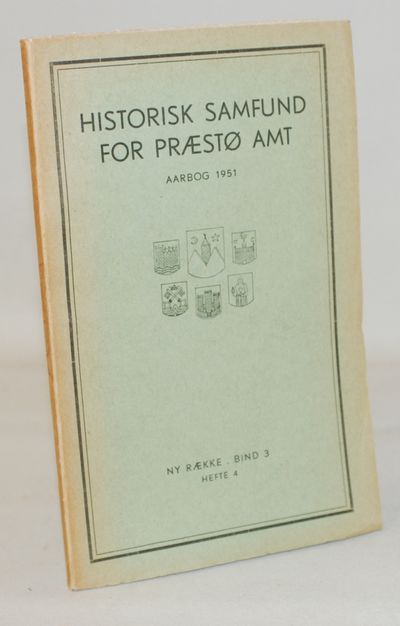 HISTORISK SAMFUND
FOR PRÆSTØ AMT
AARBOG 1951
NY RÆKKE . BIND 3
HEFTE 4